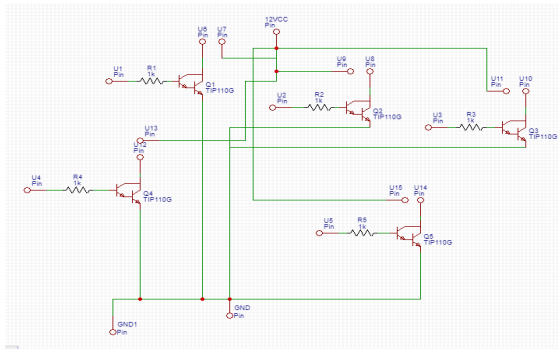 12VCC
Pin
U6
Pin
U7
Pin
U9
Pin
U8
Pin
U1
Pin
R1
1k
Q1
TIP110G
U11
Pin
U10
Pin
U2
Pin
R2
1k
Q2
TIP110G
U3
Pin
R3
1k
Q3
TIP110G
U13
Pin
U12
Pin
U4
Pin
R4
1k
Q4
TIP110G
U15
Pin
U14
Pin
U5
Pin
R5
1k
Q5
TIP110G
GND
Pin
GND1
Pin